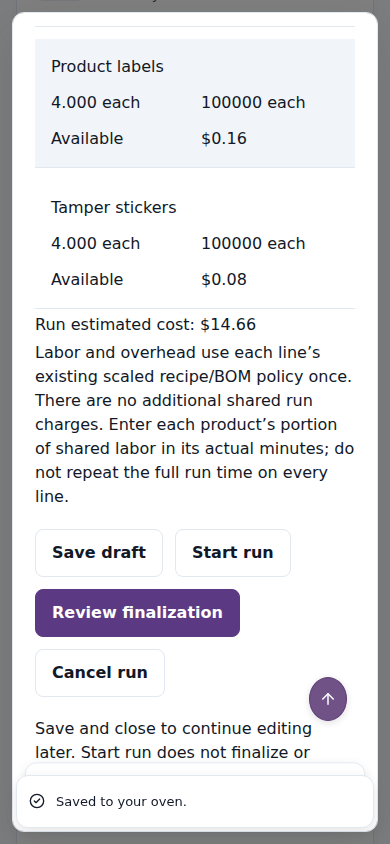 Product labels
4.000 each 100000 each
Available $0.16
Tamper stickers
4.000 each 100000 each
Available $0.08
Run estimated cost: $14.66
Labor and overhead use each line’s
existing scaled recipe/BOM policy once.
There are no additional shared run
charges. Enter each product’s portion
of shared labor in its actual minutes; do
not repeat the full run time on every
line.
Save draft Start run
Review finalization
Cancel run
Save and close to continue editing
later. Start run does not finalize or
Saved to your oven.